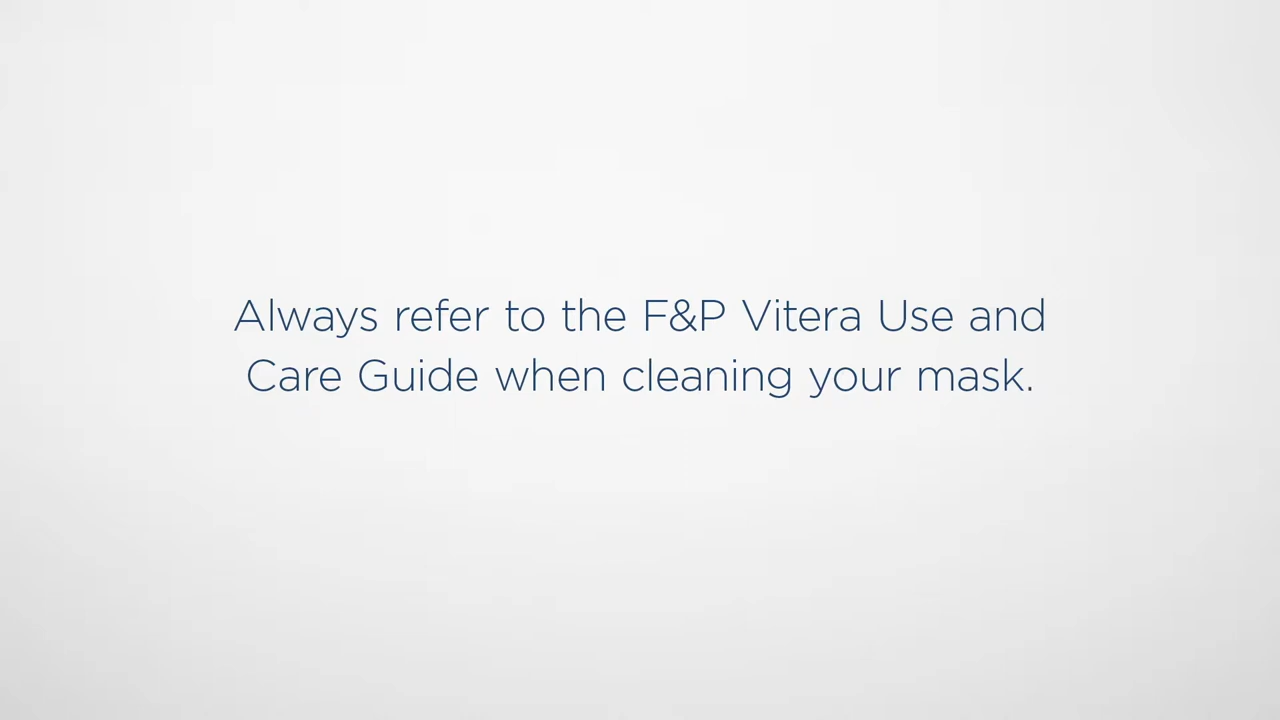 Always refer to the F&P Vitera Use and
Care Guide when cleaning your mask.